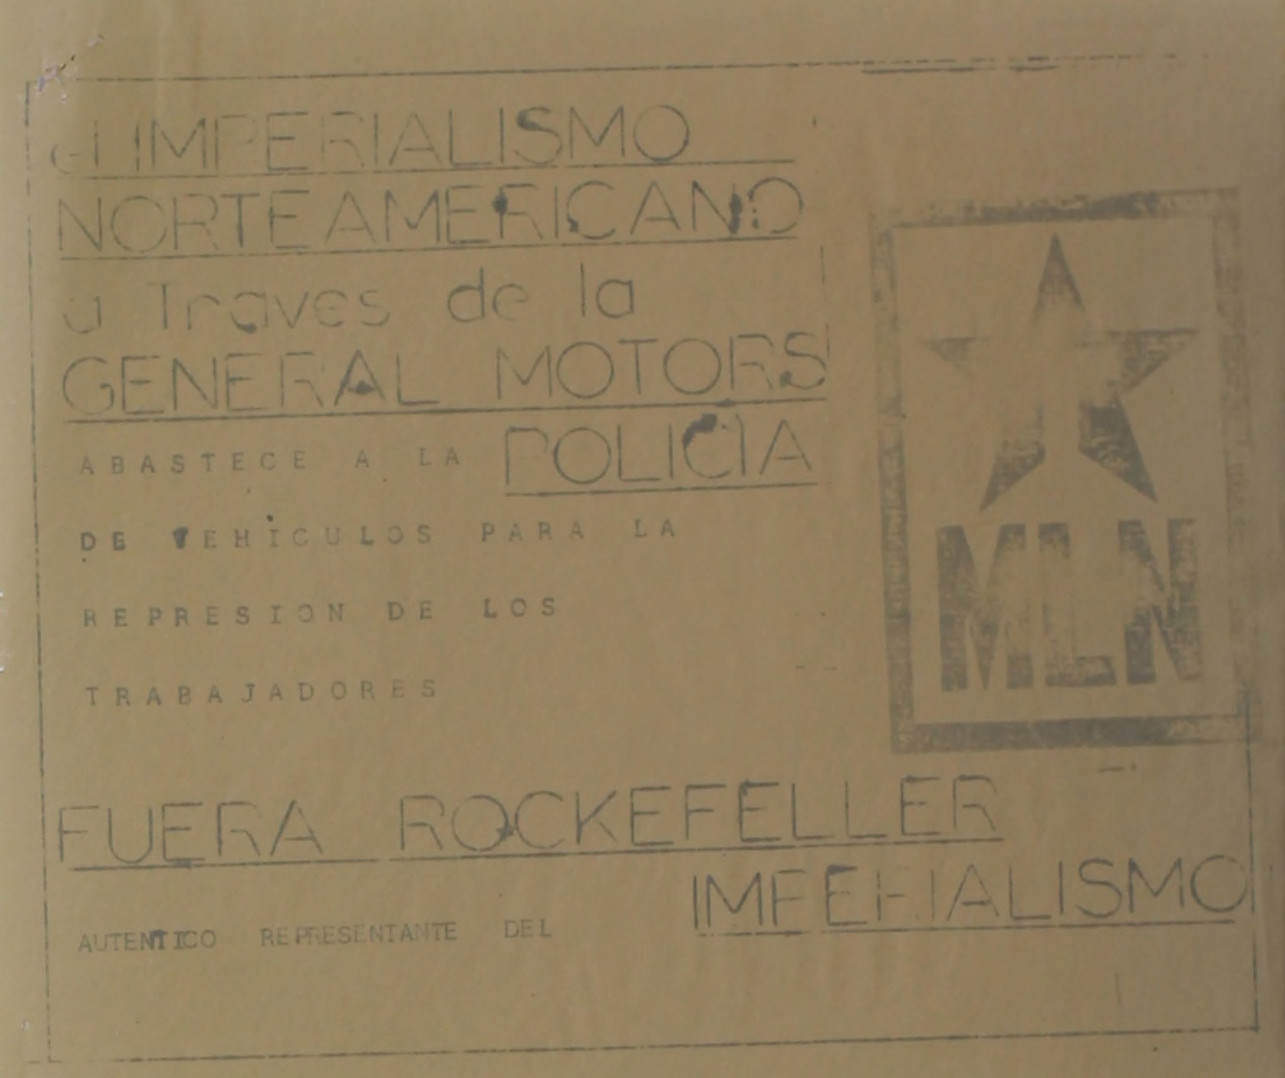 El IMPERIALISMO
NORTEAMERICANO
a Traves de la
GENERAL MOTORS
ABASTECE A LA POLICIA
DE VEHICULOS PARA LA
REPRESION DE LOS
TRABAJADORES
MLN
FUERA ROCKEFELLER
AUTENTICO REPRESENTANTE DEL IMPERIALISMO